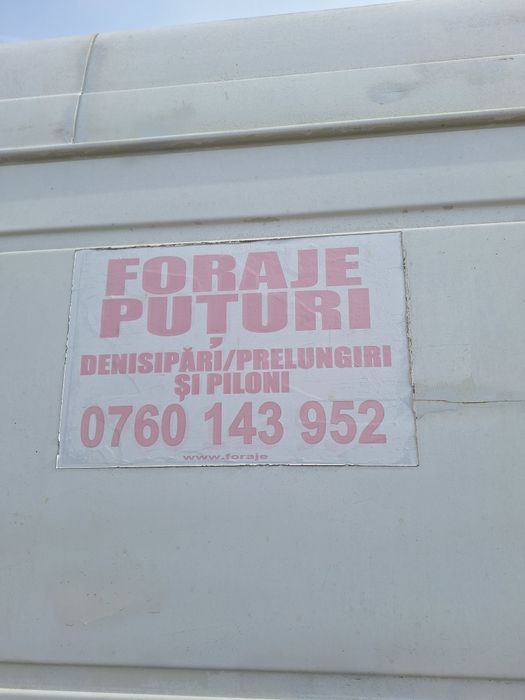 FORAJE
PUȚURI
DENISIPĂRI/PRELUNGIRI
ȘI PILONI
0760 143 952
www.foraje